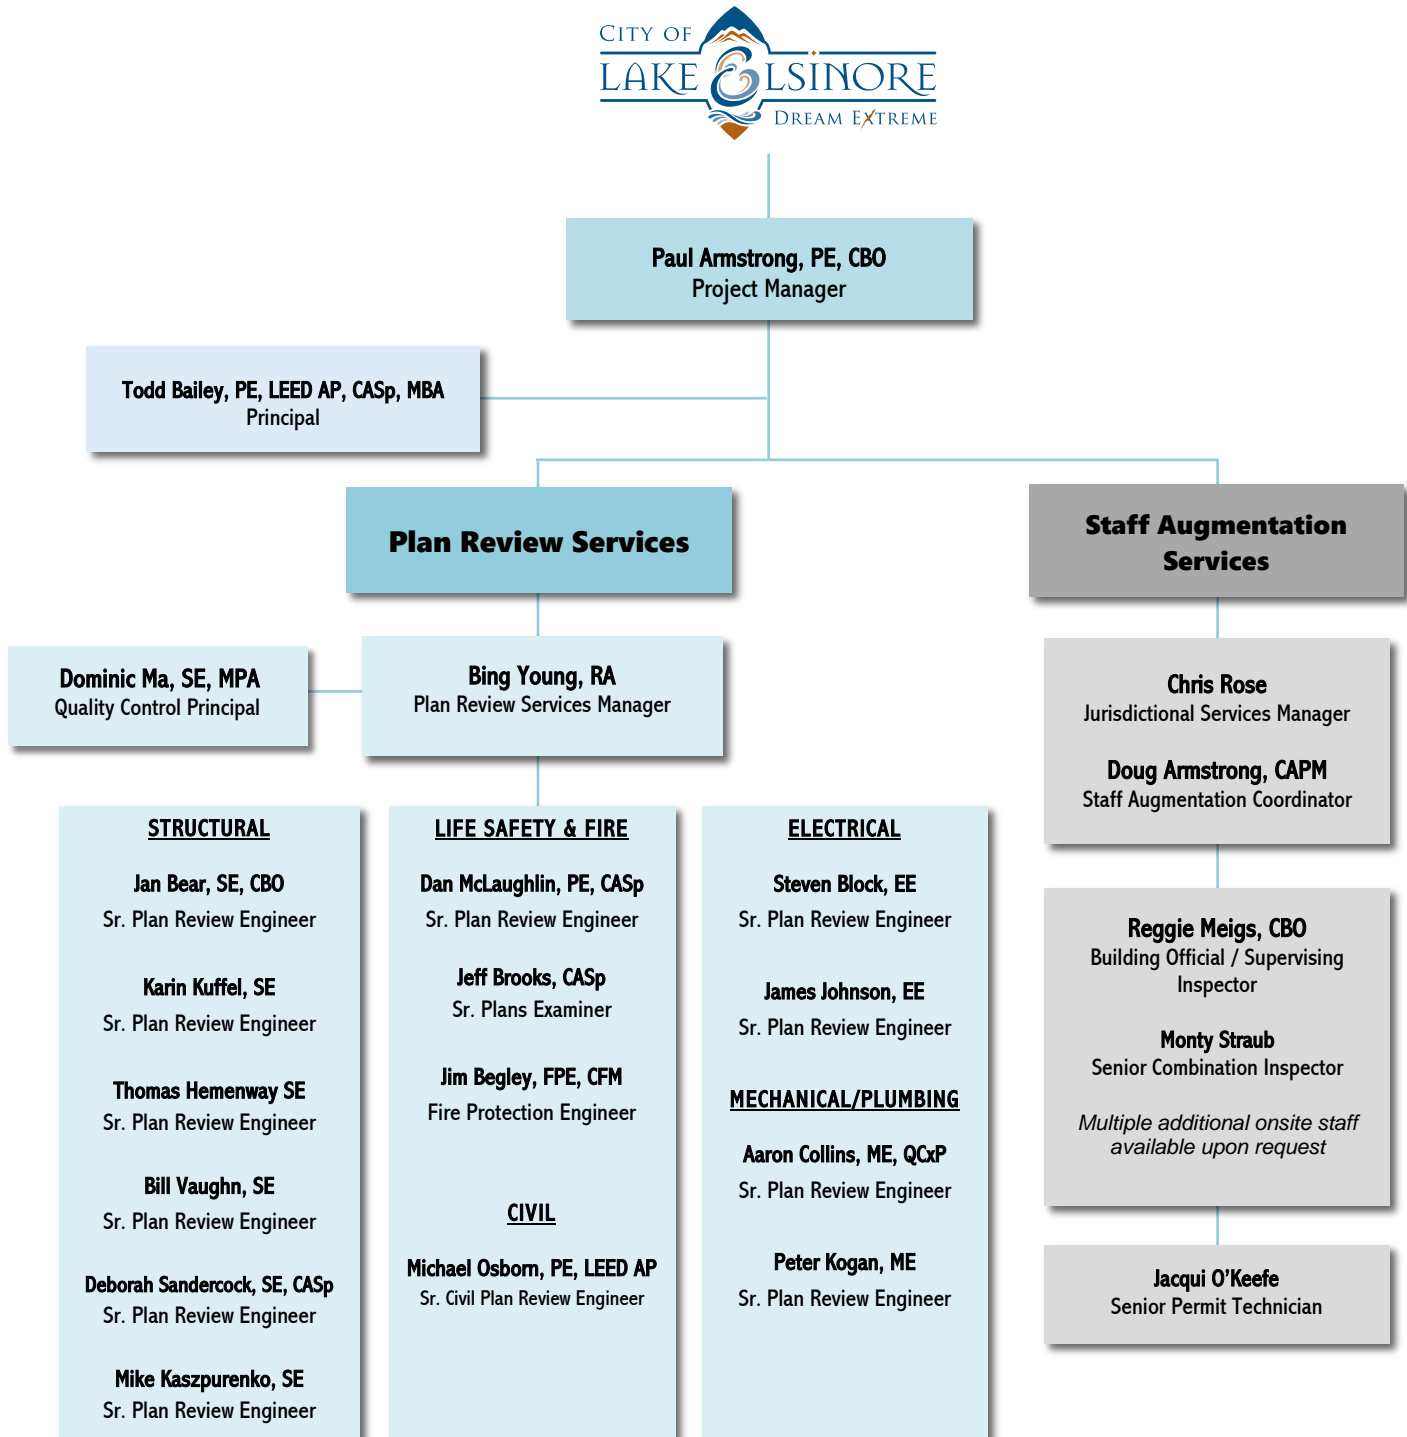 CITY OF
LAKE ELSINORE
DREAM EXTREME
Paul Armstrong, PE, CBO
Project Manager
Todd Bailey, PE, LEED AP, CASp, MBA
Principal
Plan Review Services
Staff Augmentation
Services
Dominic Ma, SE, MPA
Quality Control Principal
Bing Young, RA
Plan Review Services Manager
Chris Rose
Jurisdictional Services Manager
Doug Armstrong, CAPM
Staff Augmentation Coordinator
STRUCTURAL
Jan Bear, SE, CBO
Sr. Plan Review Engineer
Karin Kuffel, SE
Sr. Plan Review Engineer
Thomas Hemenway SE
Sr. Plan Review Engineer
Bill Vaughn, SE
Sr. Plan Review Engineer
Deborah Sandercock, SE, CASp
Sr. Plan Review Engineer
Mike Kaszpurenko, SE
Sr. Plan Review Engineer
LIFE SAFETY & FIRE
Dan McLaughlin, PE, CASp
Sr. Plan Review Engineer
Jeff Brooks, CASp
Sr. Plans Examiner
Jim Begley, FPE, CFM
Fire Protection Engineer
CIVIL
Michael Osborn, PE, LEED AP
Sr. Civil Plan Review Engineer
ELECTRICAL
Steven Block, EE
Sr. Plan Review Engineer
James Johnson, EE
Sr. Plan Review Engineer
MECHANICAL/PLUMBING
Aaron Collins, ME, QCxP
Sr. Plan Review Engineer
Peter Kogan, ME
Sr. Plan Review Engineer
Reggie Meigs, CBO
Building Official / Supervising
Inspector
Monty Straub
Senior Combination Inspector
Multiple additional onsite staff
available upon request
Jacqui O'Keefe
Senior Permit Technician